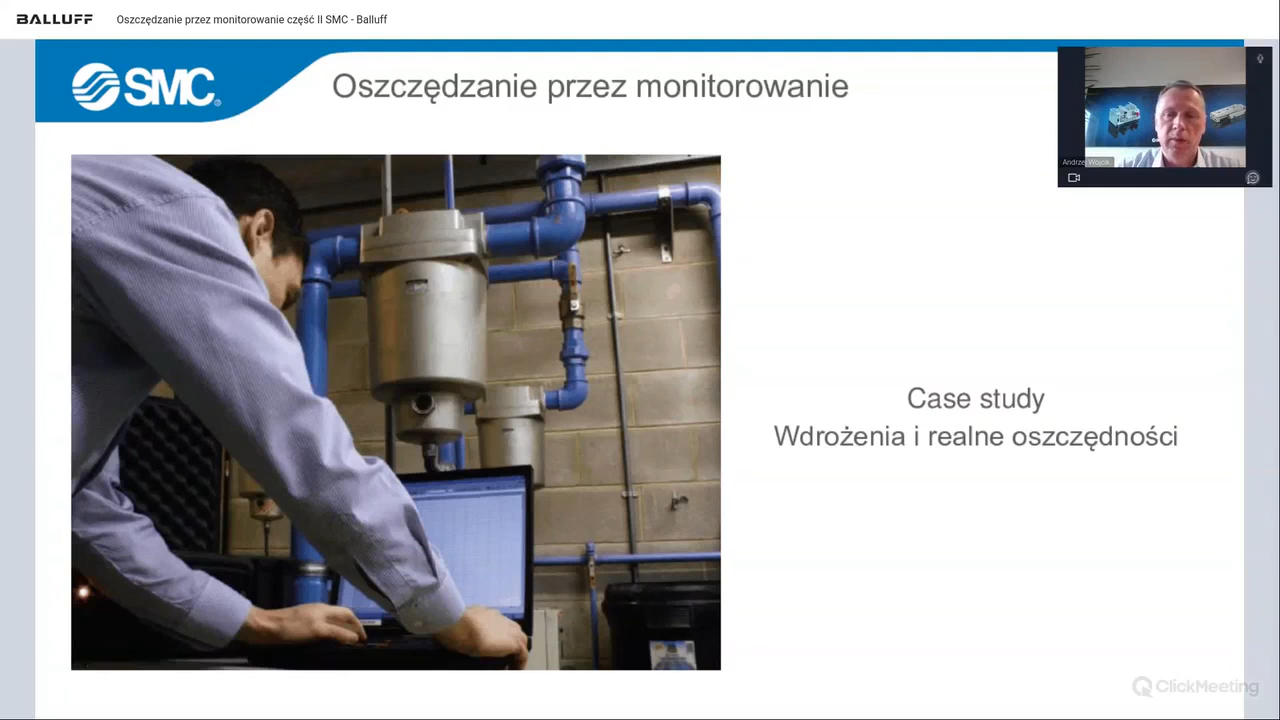 BALLUFF
Oszczędzanie przez monitorowanie część II SMC - Balluff
SMC
Oszczędzanie przez monitorowanie
Andrzej Wójcik
Case study
Wdrożenia i realne oszczędności
ClickMeeting